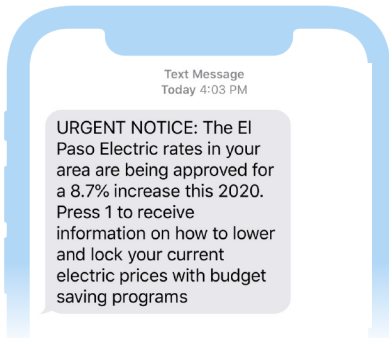 Text Message
Today 4:03 PM
URGENT NOTICE: The El
Paso Electric rates in your
area are being approved for
a 8.7% increase this 2020.
Press 1 to receive
information on how to lower
and lock your current
electric prices with budget
saving programs